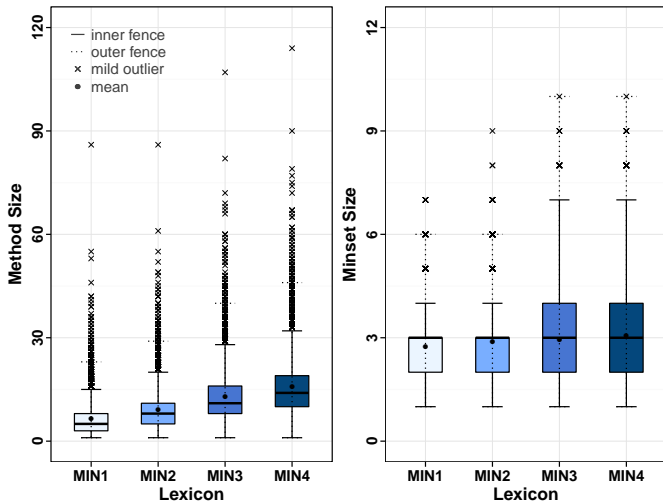 120
90
60
30
0
Method Size
inner fence
outer fence
mild outlier
mean
MIN1 MIN2 MIN3 MIN4
Lexicon
12
9
6
3
0
Minset Size
MIN1 MIN2 MIN3 MIN4
Lexicon